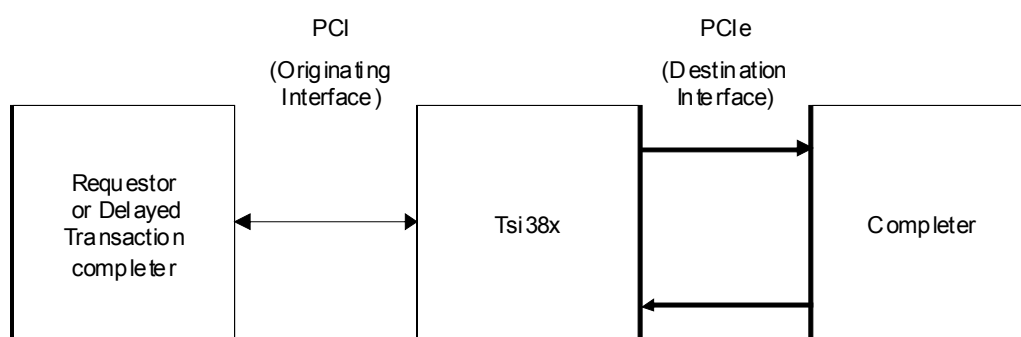 PCI
(Originating
Interface)
PCIe
(Destination
Interface)
Requestor
or Delayed
Transaction
completer
Tsi38x
Completer